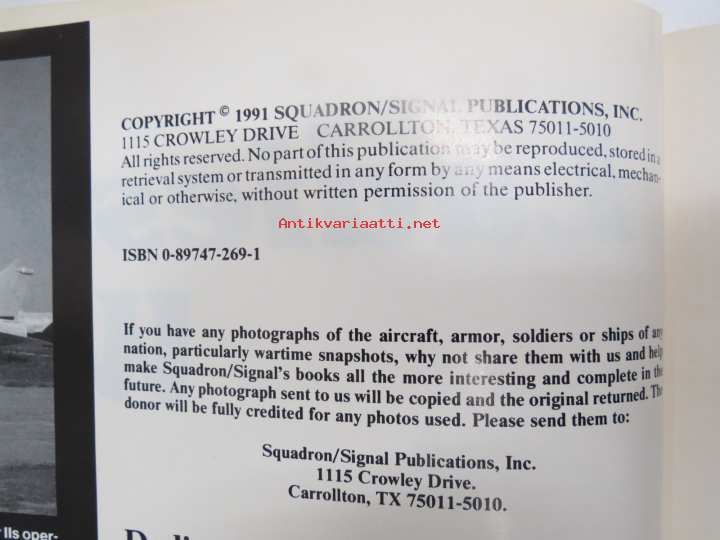 COPYRIGHT © 1991 SQUADRON/SIGNAL PUBLICATIONS, INC.
1115 CROWLEY DRIVE CARROLLTON, TEXAS 75011-5010
All rights reserved. No part of this publication may be reproduced, stored in a
retrieval system or transmitted in any form by any means electrical, mechan-
ical or otherwise, without written permission of the publisher.
Antikvariaatti.net
ISBN 0-89747-269-1
If you have any photographs of the aircraft, armor, soldiers or ships of any
nation, particularly wartime snapshots, why not share them with us and help
make Squadron/Signal's books all the more interesting and complete in the
future. Any photograph sent to us will be copied and the original returned. The
donor will be fully credited for any photos used. Please send them to:
Squadron/Signal Publications, Inc.
1115 Crowley Drive.
Carrollton, TX 75011-5010.
IIs oper-